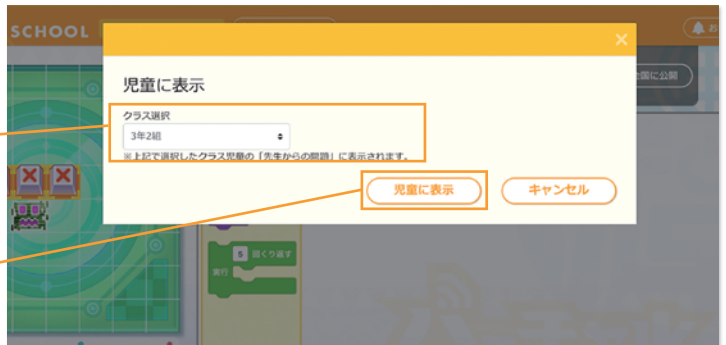 SCHOOL
×
児童に表示
クラス選択
3年2組
※上記で選択したクラス児童の「先生からの問題」に表示されます。
児童に表示
キャンセル
国に公開
5 回くり返す
実行